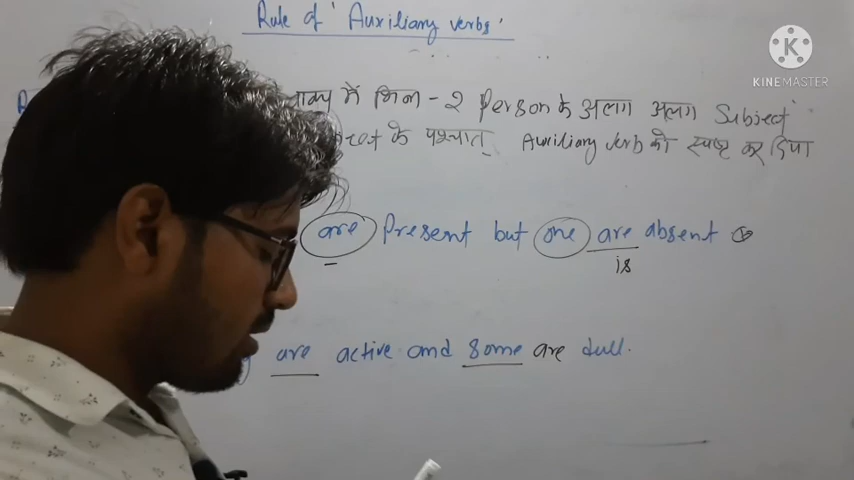 Rule of 'Auxiliary verbs'
K
KINEMASTER
वाक्य में भिन - २ Person के अलग अलग Subject
के पश्चात् Auxiliary verb को स्पष्ट कर दिया
are Present but one are absent
is
are active and some are dull.